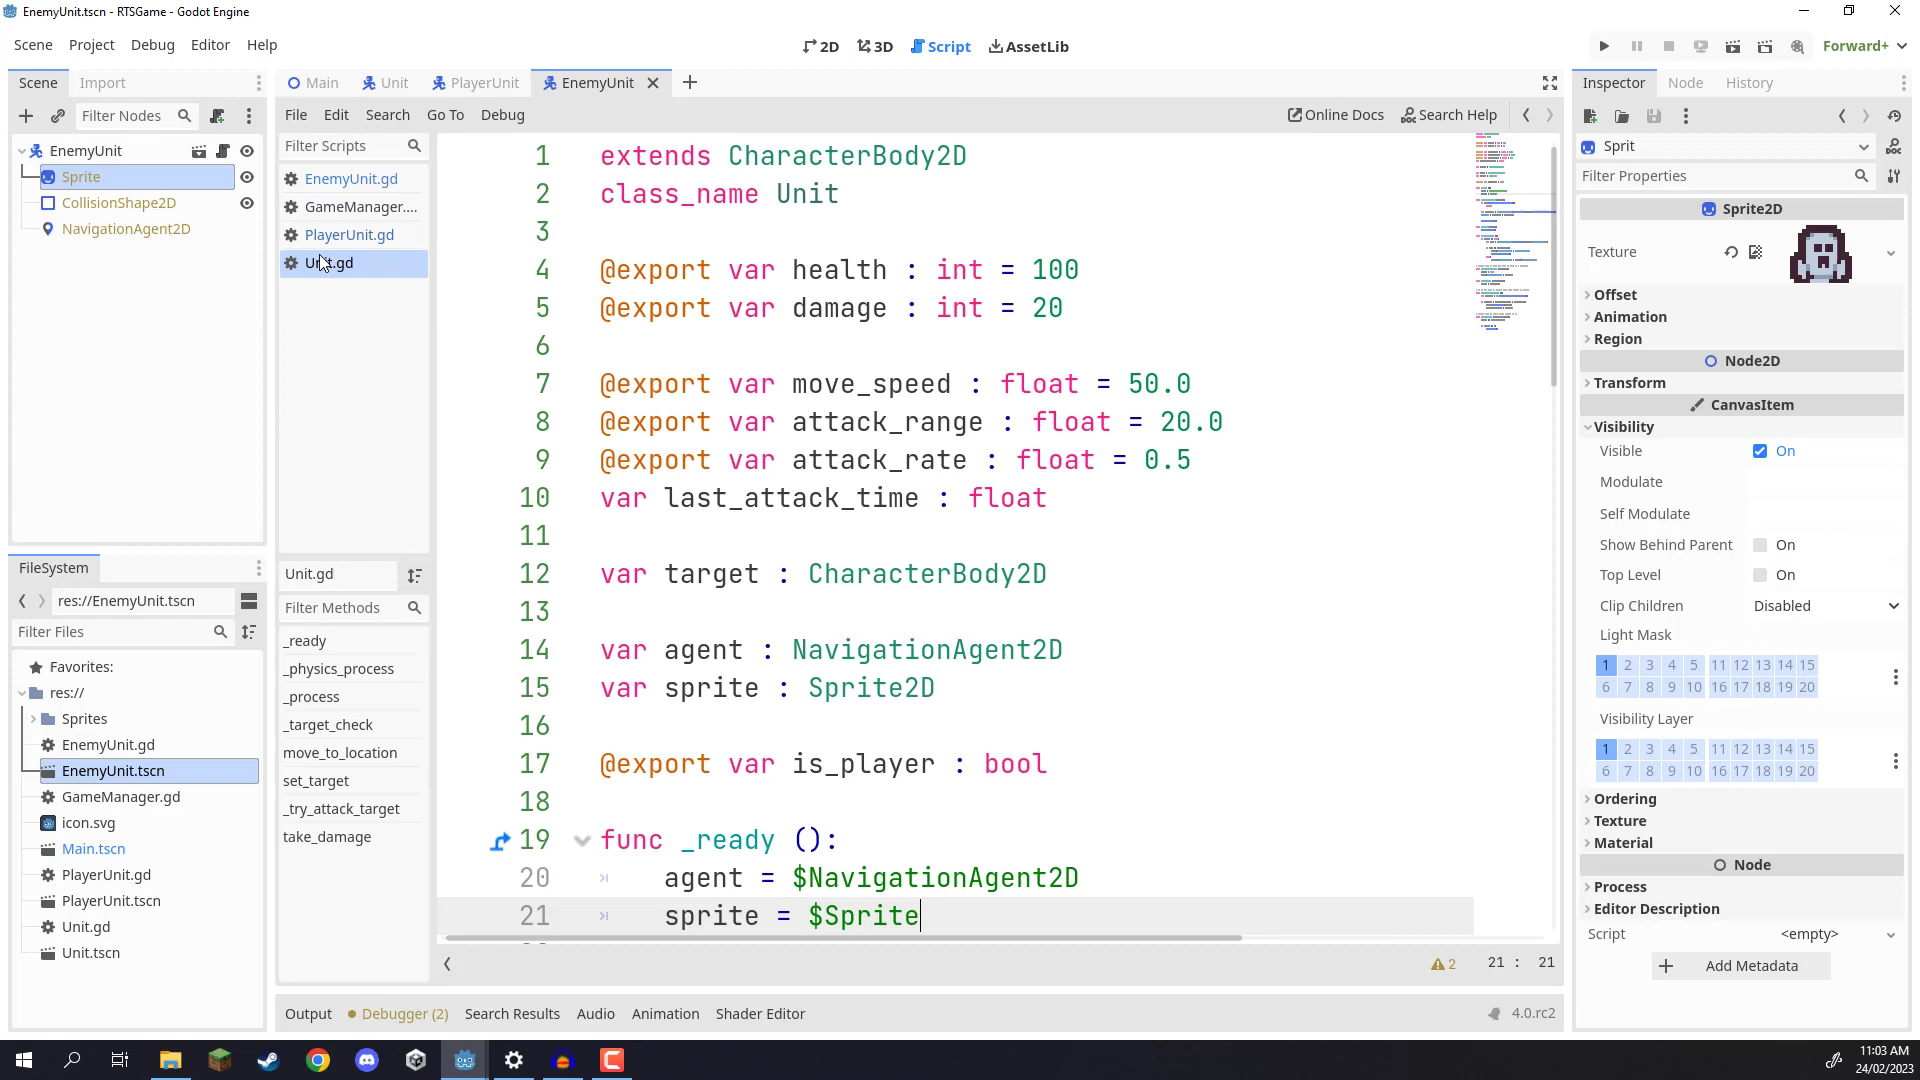 EnemyUnit.tscn - RTSGame - Godot Engine
Scene Project Debug Editor Help
2D 3D Script AssetLib
Forward+
Scene Import
Filter Nodes
EnemyUnit
Sprite
CollisionShape2D
NavigationAgent2D
FileSystem
res://EnemyUnit.tscn
Filter Files
Favorites:
res://
Sprites
EnemyUnit.gd
EnemyUnit.tscn
GameManager.gd
icon.svg
Main.tscn
PlayerUnit.gd
PlayerUnit.tscn
Unit.gd
Unit.tscn
Main Unit PlayerUnit EnemyUnit
File Edit Search Go To Debug
Online Docs Search Help
Filter Scripts
EnemyUnit.gd
GameManager....
PlayerUnit.gd
Unit.gd
Unit.gd
Filter Methods
_ready
_physics_process
_process
_target_check
move_to_location
set_target
_try_attack_target
take_damage
1 extends CharacterBody2D
2 class_name Unit
3
4 @export var health : int = 100
5 @export var damage : int = 20
6
7 @export var move_speed : float = 50.0
8 @export var attack_range : float = 20.0
9 @export var attack_rate : float = 0.5
10 var last_attack_time : float
11
12 var target : CharacterBody2D
13
14 var agent : NavigationAgent2D
15 var sprite : Sprite2D
16
17 @export var is_player : bool
18
19 func _ready ():
20 agent = $NavigationAgent2D
21 sprite = $Sprite
2 21 : 21
Output Debugger (2) Search Results Audio Animation Shader Editor
4.0.rc2
Inspector Node History
Sprit
Filter Properties
Sprite2D
Texture
Offset
Animation
Region
Node2D
Transform
CanvasItem
Visibility
Visible On
Modulate
Self Modulate
Show Behind Parent On
Top Level On
Clip Children Disabled
Light Mask
1 2 3 4 5 11 12 13 14 15
6 7 8 9 10 16 17 18 19 20
Visibility Layer
1 2 3 4 5 11 12 13 14 15
6 7 8 9 10 16 17 18 19 20
Ordering
Texture
Material
Node
Process
Editor Description
Script <empty>
Add Metadata
11:03 AM
24/02/2023